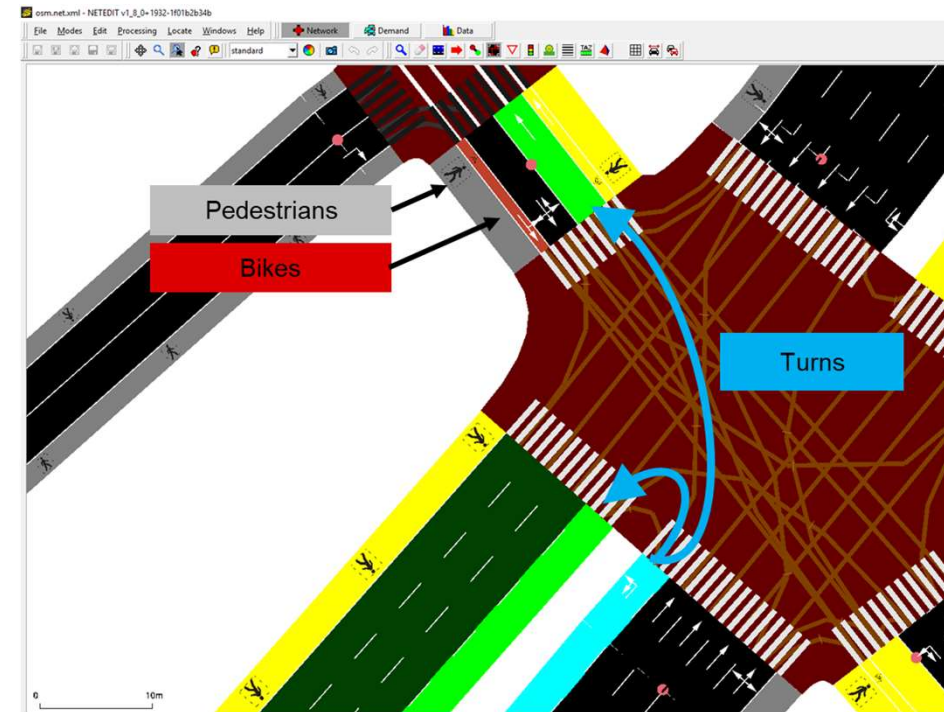 osm.net.xml - NETEDIT v1_8_0+1932-1f01b2b34b
File Modes Edit Processing Locate Windows Help Network Demand Data
standard TAZ
Pedestrians
Bikes
Turns
0 10m